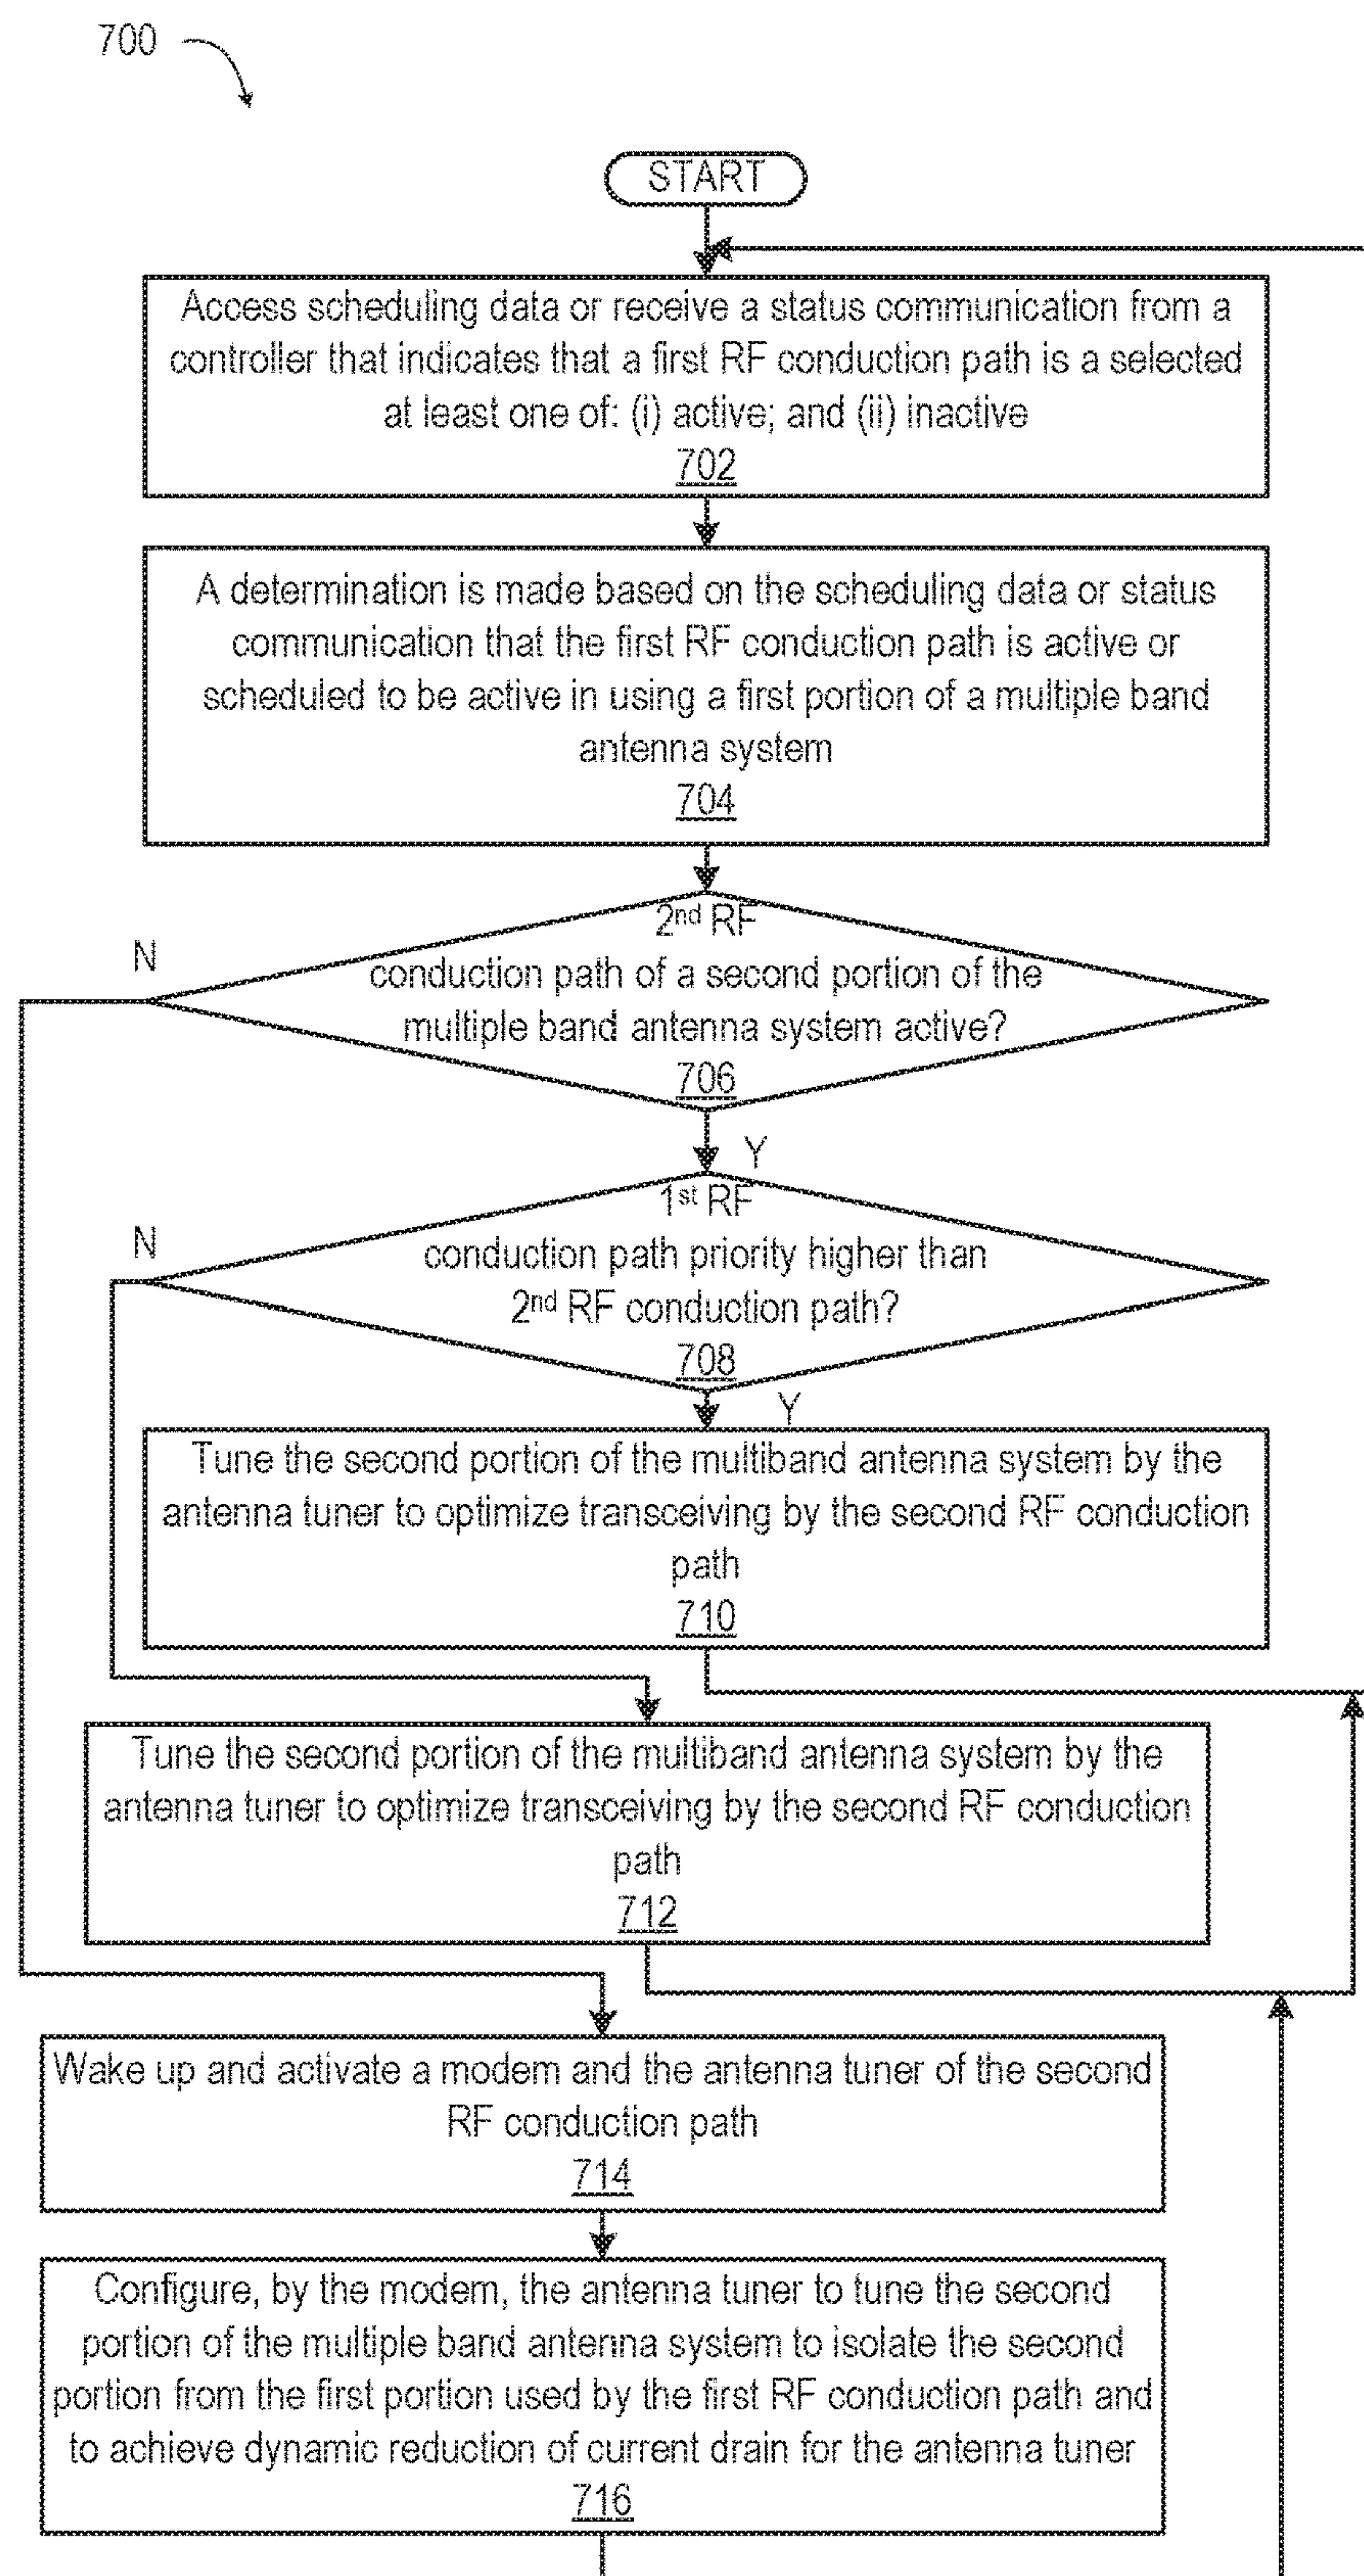 700
START
Access scheduling data or receive a status communication from a
controller that indicates that a first RF conduction path is a selected
at least one of: (i) active; and (ii) inactive
702
A determination is made based on the scheduling data or status
communication that the first RF conduction path is active or
scheduled to be active in using a first portion of a multiple band
antenna system
704
2nd RF
conduction path of a second portion of the
multiple band antenna system active?
706
N
Y
1st RF
conduction path priority higher than
2nd RF conduction path?
708
N
Y
Tune the second portion of the multiband antenna system by the
antenna tuner to optimize transceiving by the second RF conduction
path
710
Tune the second portion of the multiband antenna system by the
antenna tuner to optimize transceiving by the second RF conduction
path
712
Wake up and activate a modem and the antenna tuner of the second
RF conduction path
714
Configure, by the modem, the antenna tuner to tune the second
portion of the multiple band antenna system to isolate the second
portion from the first portion used by the first RF conduction path and
to achieve dynamic reduction of current drain for the antenna tuner
716